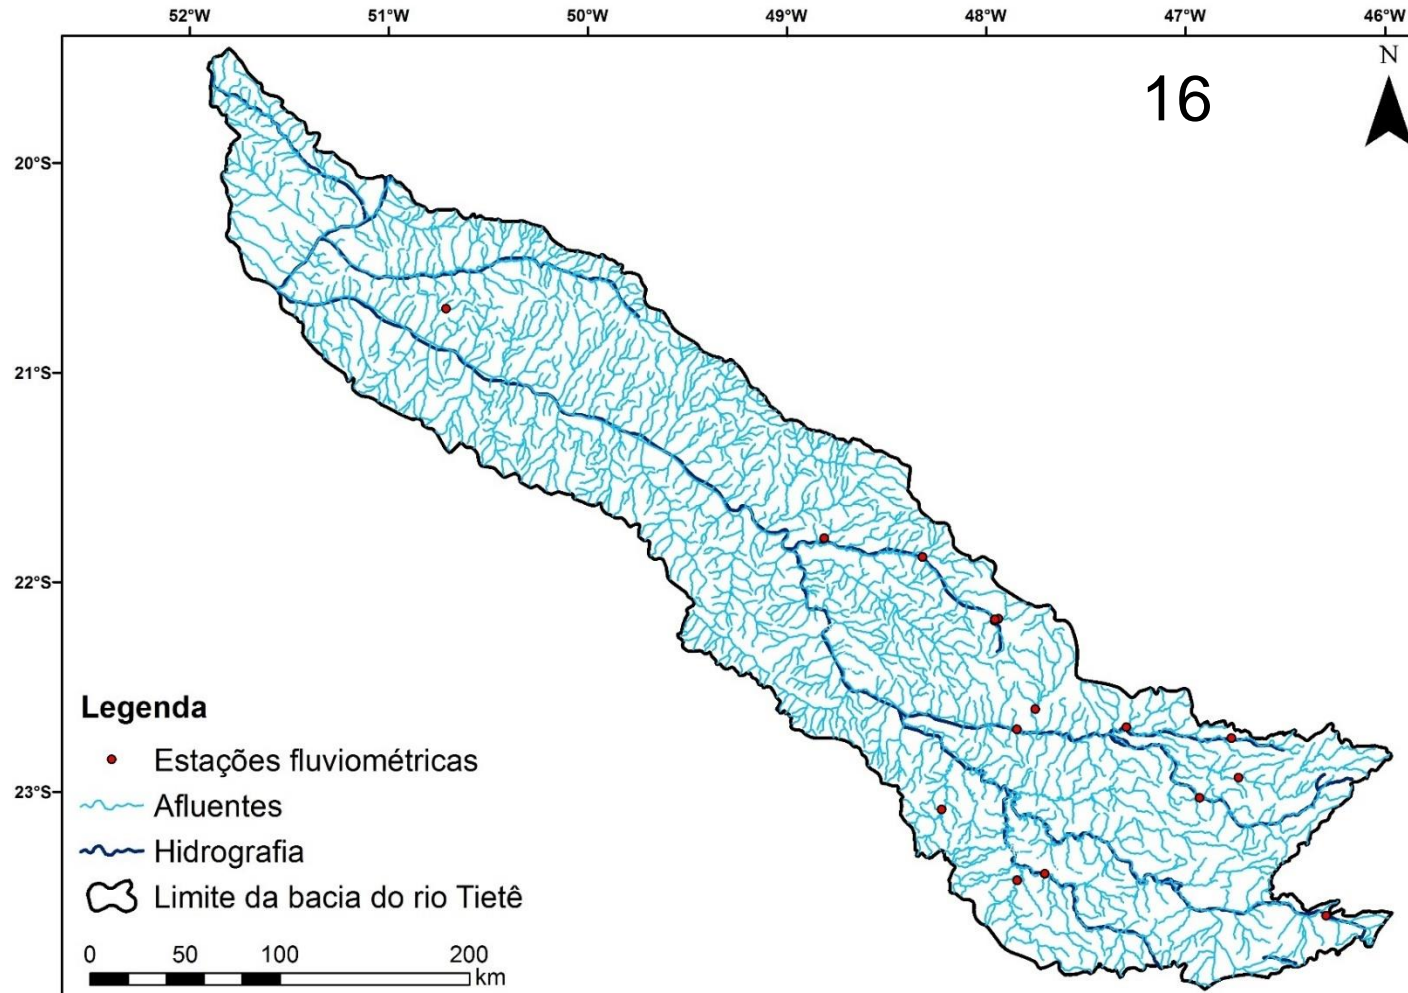 52°W 51°W 50°W 49°W 48°W 47°W 46°W
N
16
20°S
21°S
22°S
23°S
Legenda
Estações fluviométricas
Afluentes
Hidrografia
Limite da bacia do rio Tietê
0 50 100 200
km